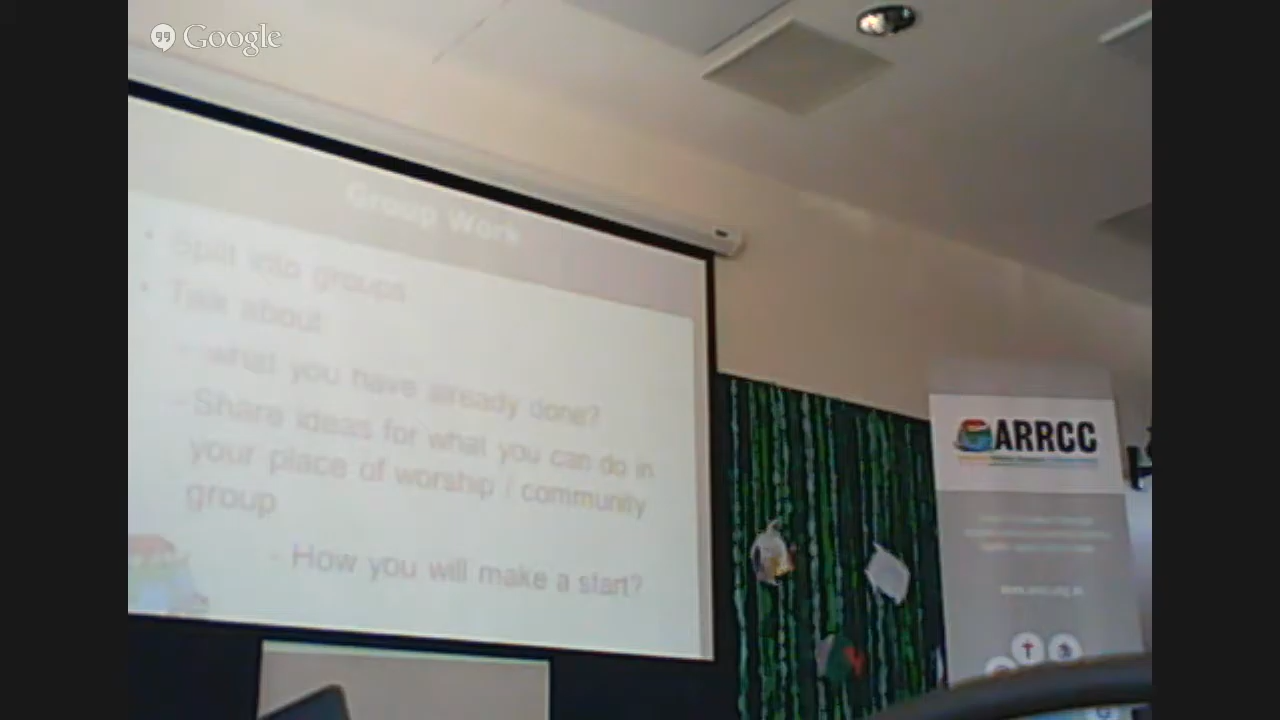 Google
Group Work
Split into groups
Talk about
what you have already done?
Share ideas for what you can do in
your place of worship / community
group
- How you will make a start?
ARRCC